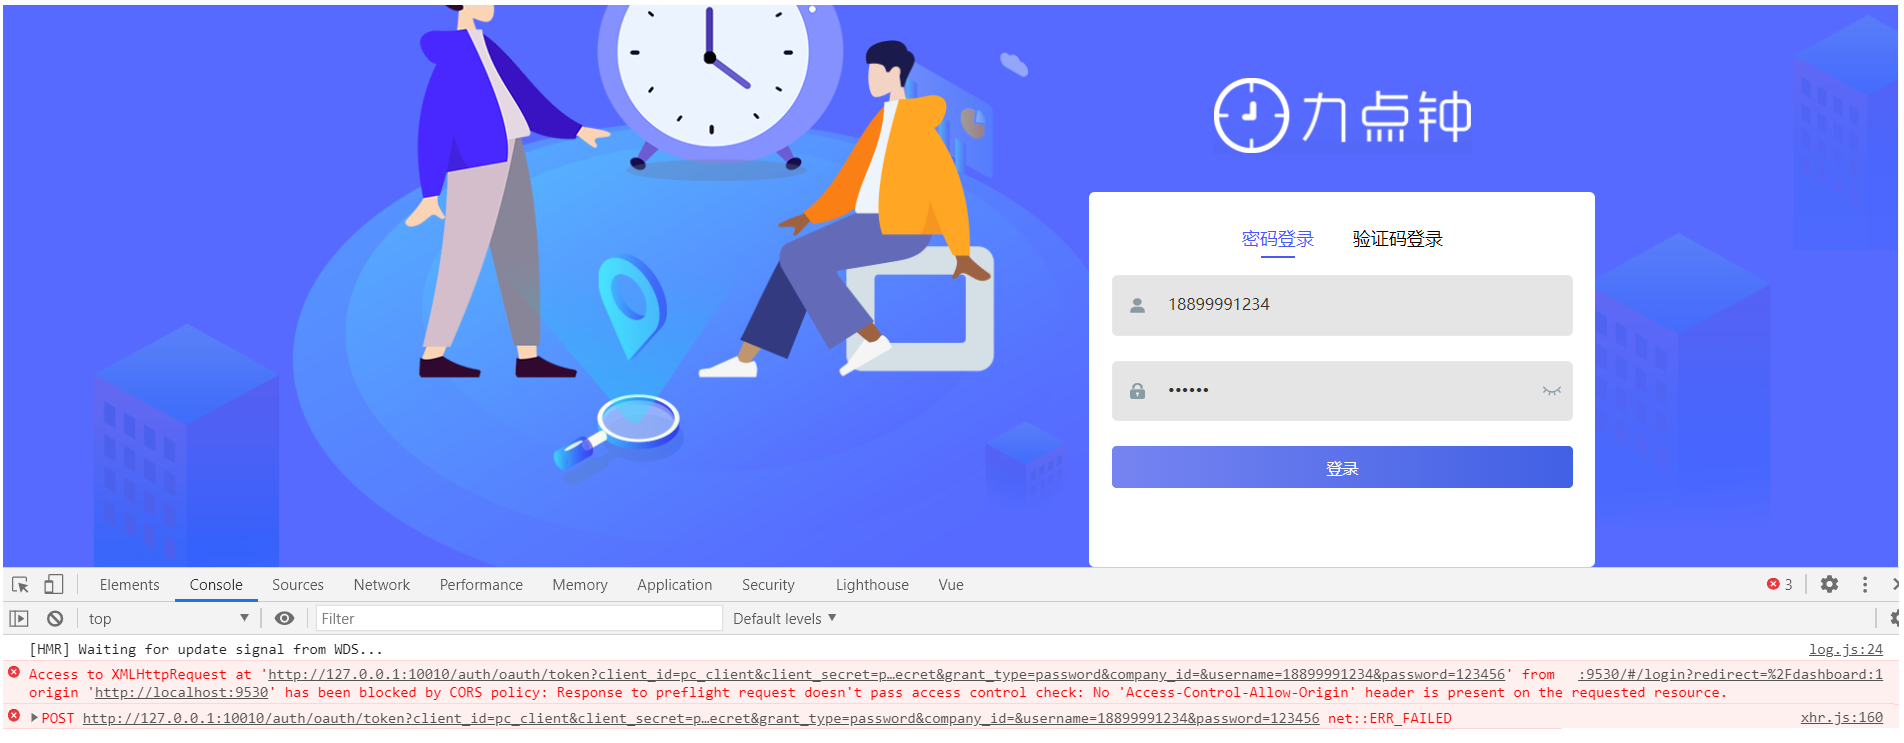 九点钟
密码登录 验证码登录
18899991234
••••••
登录
Elements Console Sources Network Performance Memory Application Security Lighthouse Vue 3
top Filter Default levels
[HMR] Waiting for update signal from WDS... log.js:24
Access to XMLHttpRequest at 'http://127.0.0.1:10010/auth/oauth/token?client_id=pc_client&client_secret=p…ecret&grant_type=password&company_id=&username=18899991234&password=123456' from :9530/#/login?redirect=%2Fdashboard:1
origin 'http://localhost:9530' has been blocked by CORS policy: Response to preflight request doesn't pass access control check: No 'Access-Control-Allow-Origin' header is present on the requested resource.
POST http://127.0.0.1:10010/auth/oauth/token?client_id=pc_client&client_secret=p…ecret&grant_type=password&company_id=&username=18899991234&password=123456 net::ERR_FAILED xhr.js:160